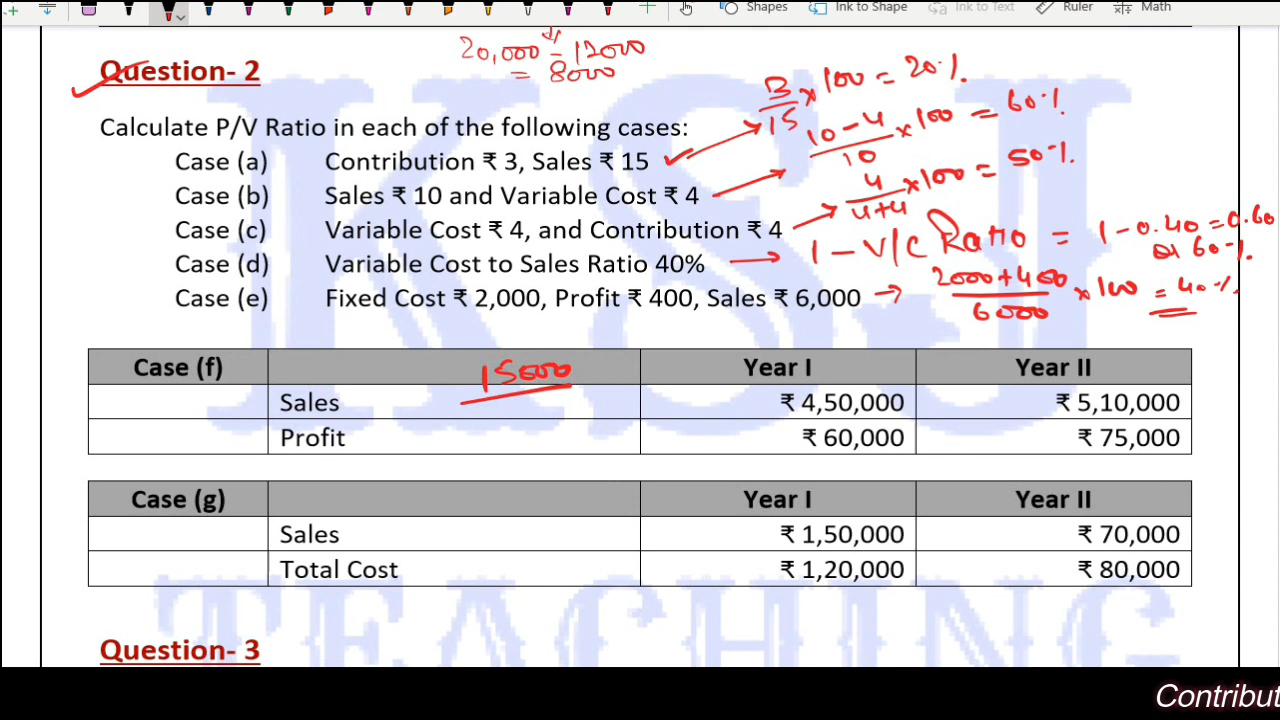 Shapes Ink to Shape Ink to Text Ruler Math
20,000 - 12000
= 8000
Question- 2
3/15 × 100 = 20%.
Calculate P/V Ratio in each of the following cases:
10-4/10 × 100 = 60%.
Case (a) Contribution ₹ 3, Sales ₹ 15
Case (b) Sales ₹ 10 and Variable Cost ₹ 4
4/4+4 × 100 = 50%.
Case (c) Variable Cost ₹ 4, and Contribution ₹ 4
1 - V/C Ratio = 1-0.40 = 0.60
or 60%.
Case (d) Variable Cost to Sales Ratio 40%
Case (e) Fixed Cost ₹ 2,000, Profit ₹ 400, Sales ₹ 6,000
2000+400/6000 × 100 = 40%.
Case (f) 15000 Year I Year II
Sales ₹ 4,50,000 ₹ 5,10,000
Profit ₹ 60,000 ₹ 75,000
Case (g) Year I Year II
Sales ₹ 1,50,000 ₹ 70,000
Total Cost ₹ 1,20,000 ₹ 80,000
KSJ
TEACHING
Question- 3
Contribut